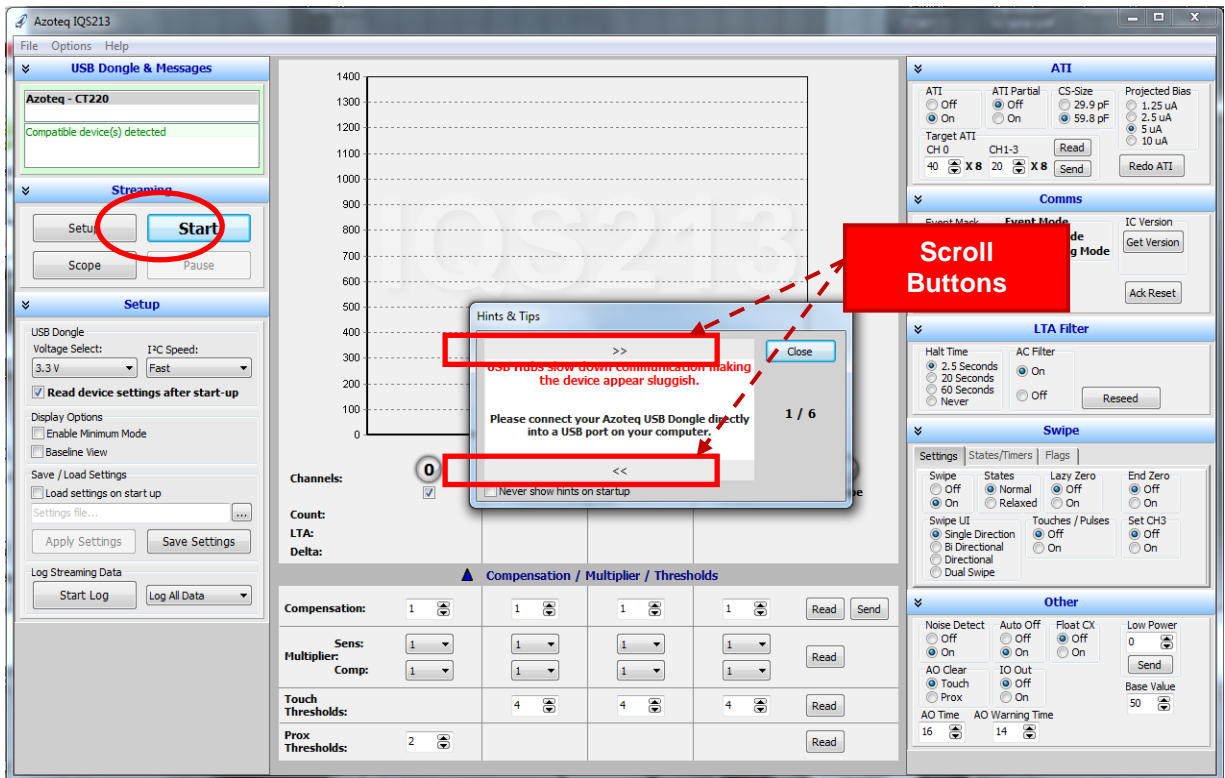 Azoteq IQS213
File Options Help
USB Dongle & Messages
Azoteq - CT220
Compatible device(s) detected
Streaming
Setup Start
Scope Pause
Setup
USB Dongle
Voltage Select: I²C Speed:
3.3 V Fast
Read device settings after start-up
Display Options
Enable Minimum Mode
Baseline View
Save / Load Settings
Load settings on start up
Settings file... ...
Apply Settings Save Settings
Log Streaming Data
Start Log Log All Data
1400
1300
1200
1100
1000
900
800
700
600
500
400
300
200
100
0
IQS213
Scroll
Buttons
Hints & Tips
>>
Close
USB Hubs slow down communication making
the device appear sluggish.
1 / 6
Please connect your Azoteq USB Dongle directly
into a USB port on your computer.
<<
Never show hints on startup
Channels: 0
Count:
LTA:
Delta:
Compensation / Multiplier / Thresholds
Compensation: 1 1 1 1 Read Send
Sens: 1 1 1 1
Multiplier: Read
Comp: 1 1 1 1
Touch
Thresholds: 4 4 4 Read
Prox
Thresholds: 2 Read
ATI
ATI ATI Partial CS-Size Projected Bias
Off Off 29.9 pF 1.25 uA
On On 59.8 pF 2.5 uA
5 uA
10 uA
Target ATI
CH 0 CH1-3 Read
40 X 8 20 X 8 Send Redo ATI
Comms
Event Mask Event Mode IC Version
g Mode Get Version
Ack Reset
LTA Filter
Halt Time AC Filter
2.5 Seconds On
20 Seconds
60 Seconds Off
Never Reseed
Swipe
Settings States/Timers Flags
Swipe States Lazy Zero End Zero
Off Normal Off Off
On Relaxed On On
Swipe UI Touches / Pulses Set CH3
Single Direction Off Off
Bi Directional On On
Directional
Dual Swipe
Other
Noise Detect Auto Off Float CX Low Power
Off Off Off 0
On On On Send
AO Clear IO Out
Touch Off Base Value
Prox On 50
AO Time AO Warning Time
16 14